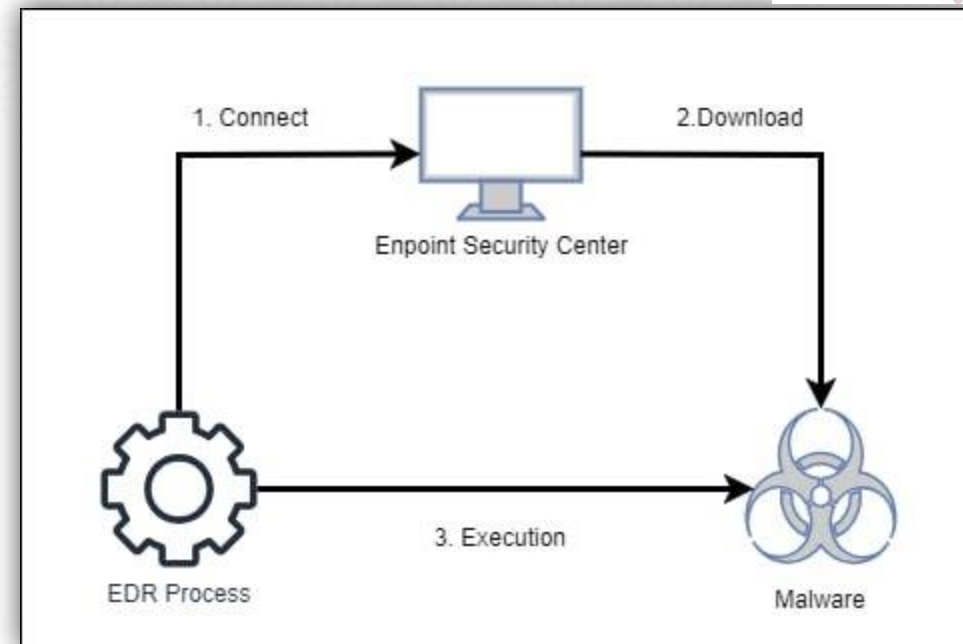 1. Connect
2.Download
Enpoint Security Center
3. Execution
EDR Process
Malware